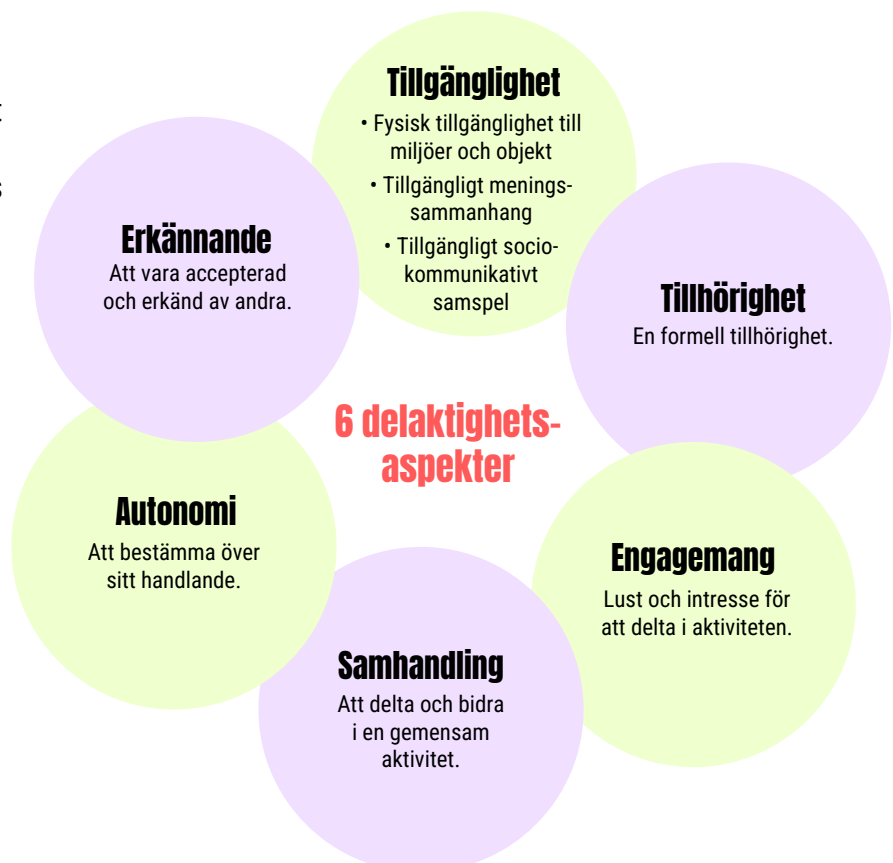 Tillgänglighet
• Fysisk tillgänglighet till
miljöer och objekt
• Tillgängligt menings-
sammanhang
• Tillgängligt socio-
kommunikativt
samspel
Tillhörighet
En formell tillhörighet.
Engagemang
Lust och intresse för
att delta i aktiviteten.
Samhandling
Att delta och bidra
i en gemensam
aktivitet.
Autonomi
Att bestämma över
sitt handlande.
Erkännande
Att vara accepterad
och erkänd av andra.
6 delaktighets-
aspekter